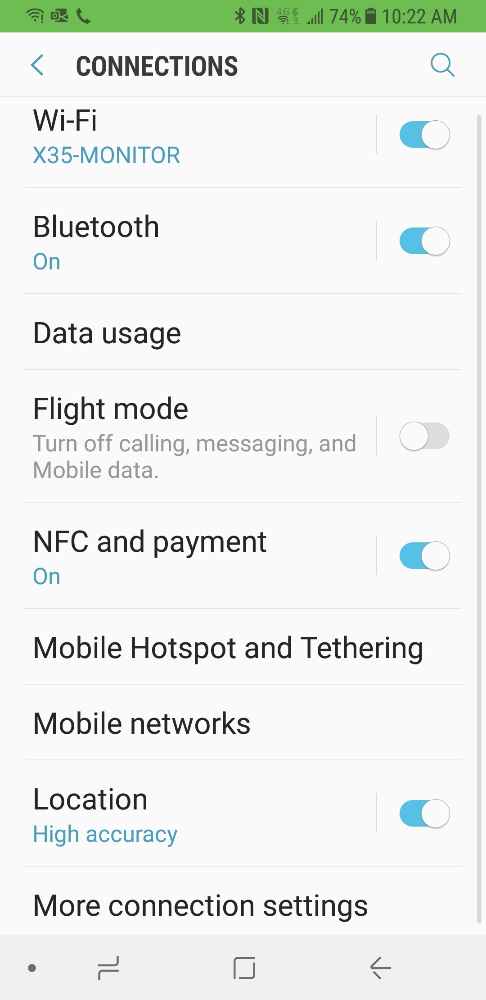 4G 74% 10:22 AM
CONNECTIONS
Wi-Fi
X35-MONITOR
Bluetooth
On
Data usage
Flight mode
Turn off calling, messaging, and
Mobile data.
NFC and payment
On
Mobile Hotspot and Tethering
Mobile networks
Location
High accuracy
More connection settings